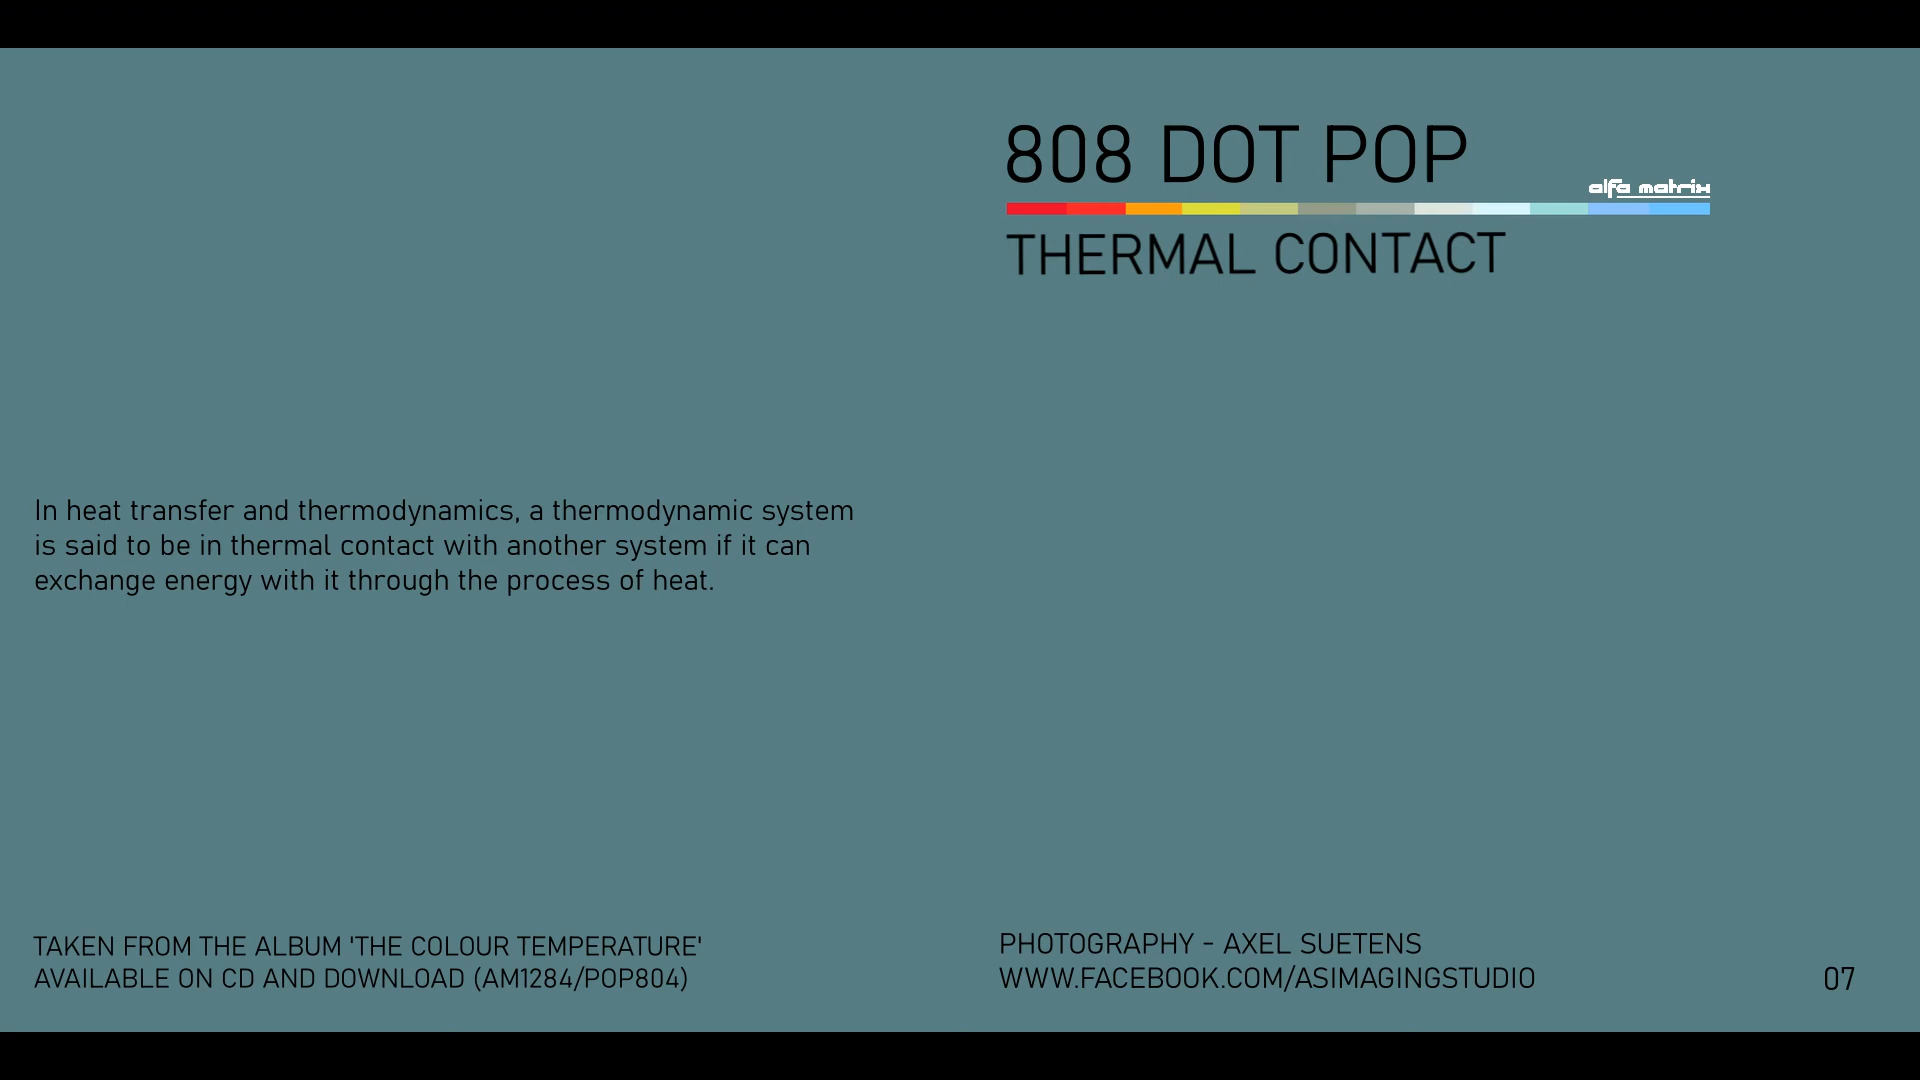 808 DOT POP
alfa matrix
THERMAL CONTACT
In heat transfer and thermodynamics, a thermodynamic system
is said to be in thermal contact with another system if it can
exchange energy with it through the process of heat.
TAKEN FROM THE ALBUM 'THE COLOUR TEMPERATURE'
AVAILABLE ON CD AND DOWNLOAD (AM1284/POP804)
PHOTOGRAPHY - AXEL SUETENS
WWW.FACEBOOK.COM/ASIMAGINGSTUDIO
07